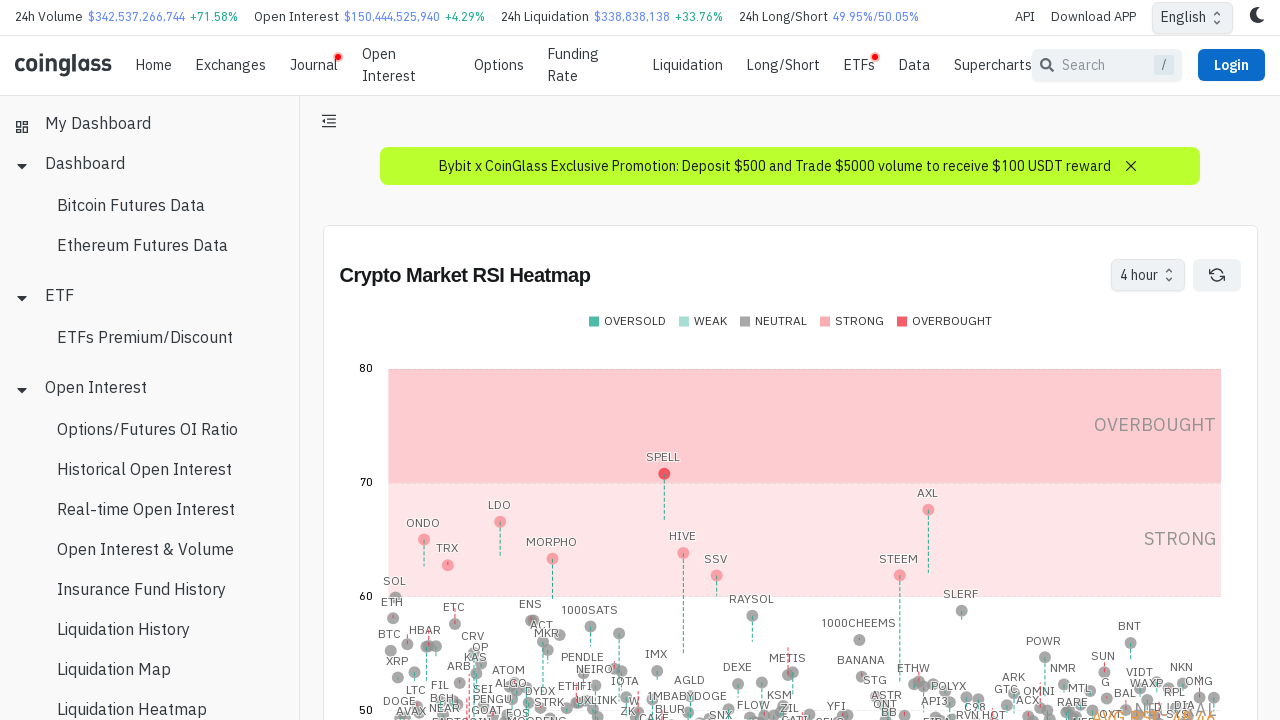 24h Volume $342,537,266,744 +71.58% Open Interest $150,444,525,940 +4.29% 24h Liquidation $338,838,138 +33.76% 24h Long/Short 49.95%/50.05% API Download APP English
coinglass Home Exchanges Journal Open Interest Options Funding Rate Liquidation Long/Short ETFs Data Supercharts Search / Login
My Dashboard
Dashboard
Bitcoin Futures Data
Ethereum Futures Data
ETF
ETFs Premium/Discount
Open Interest
Options/Futures OI Ratio
Historical Open Interest
Real-time Open Interest
Open Interest & Volume
Insurance Fund History
Liquidation History
Liquidation Map
Liquidation Heatmap
Bybit x CoinGlass Exclusive Promotion: Deposit $500 and Trade $5000 volume to receive $100 USDT reward
Crypto Market RSI Heatmap 4 hour
OVERSOLD WEAK NEUTRAL STRONG OVERBOUGHT
80
OVERBOUGHT
SPELL
70
AXL
LDO
ONDO
HIVE STRONG
MORPHO
TRX
SSV STEEM
SOL
60 SLERF
RAYSOL
ETH ENS
ETC 1000SATS
1000CHEEMS
ACT BNT
HBAR
BTC MKR
CRV
POWR
OP
IMX SUN
KAS PENDLE METIS
XRP BANANA
ARB ATOM NEIRO DEXE ETHW NMR NKN
VIDT
ARK
AGLD STG
IOTA G WAXP OMG
FIL ALGO
LTC SEI DYDX ETHFI POLYX GTC OMNI MTL
BCH 1MBABYDOGE KSM ASTR BAL RPL
DOGE PENGU STRK UXLINK FLOW ZIL ONT API3 ACX RARE
NEAR W BLUR YFI C98 DIA
AVAX GOAT EOS ZK SNX BB
50 CAKE HOT